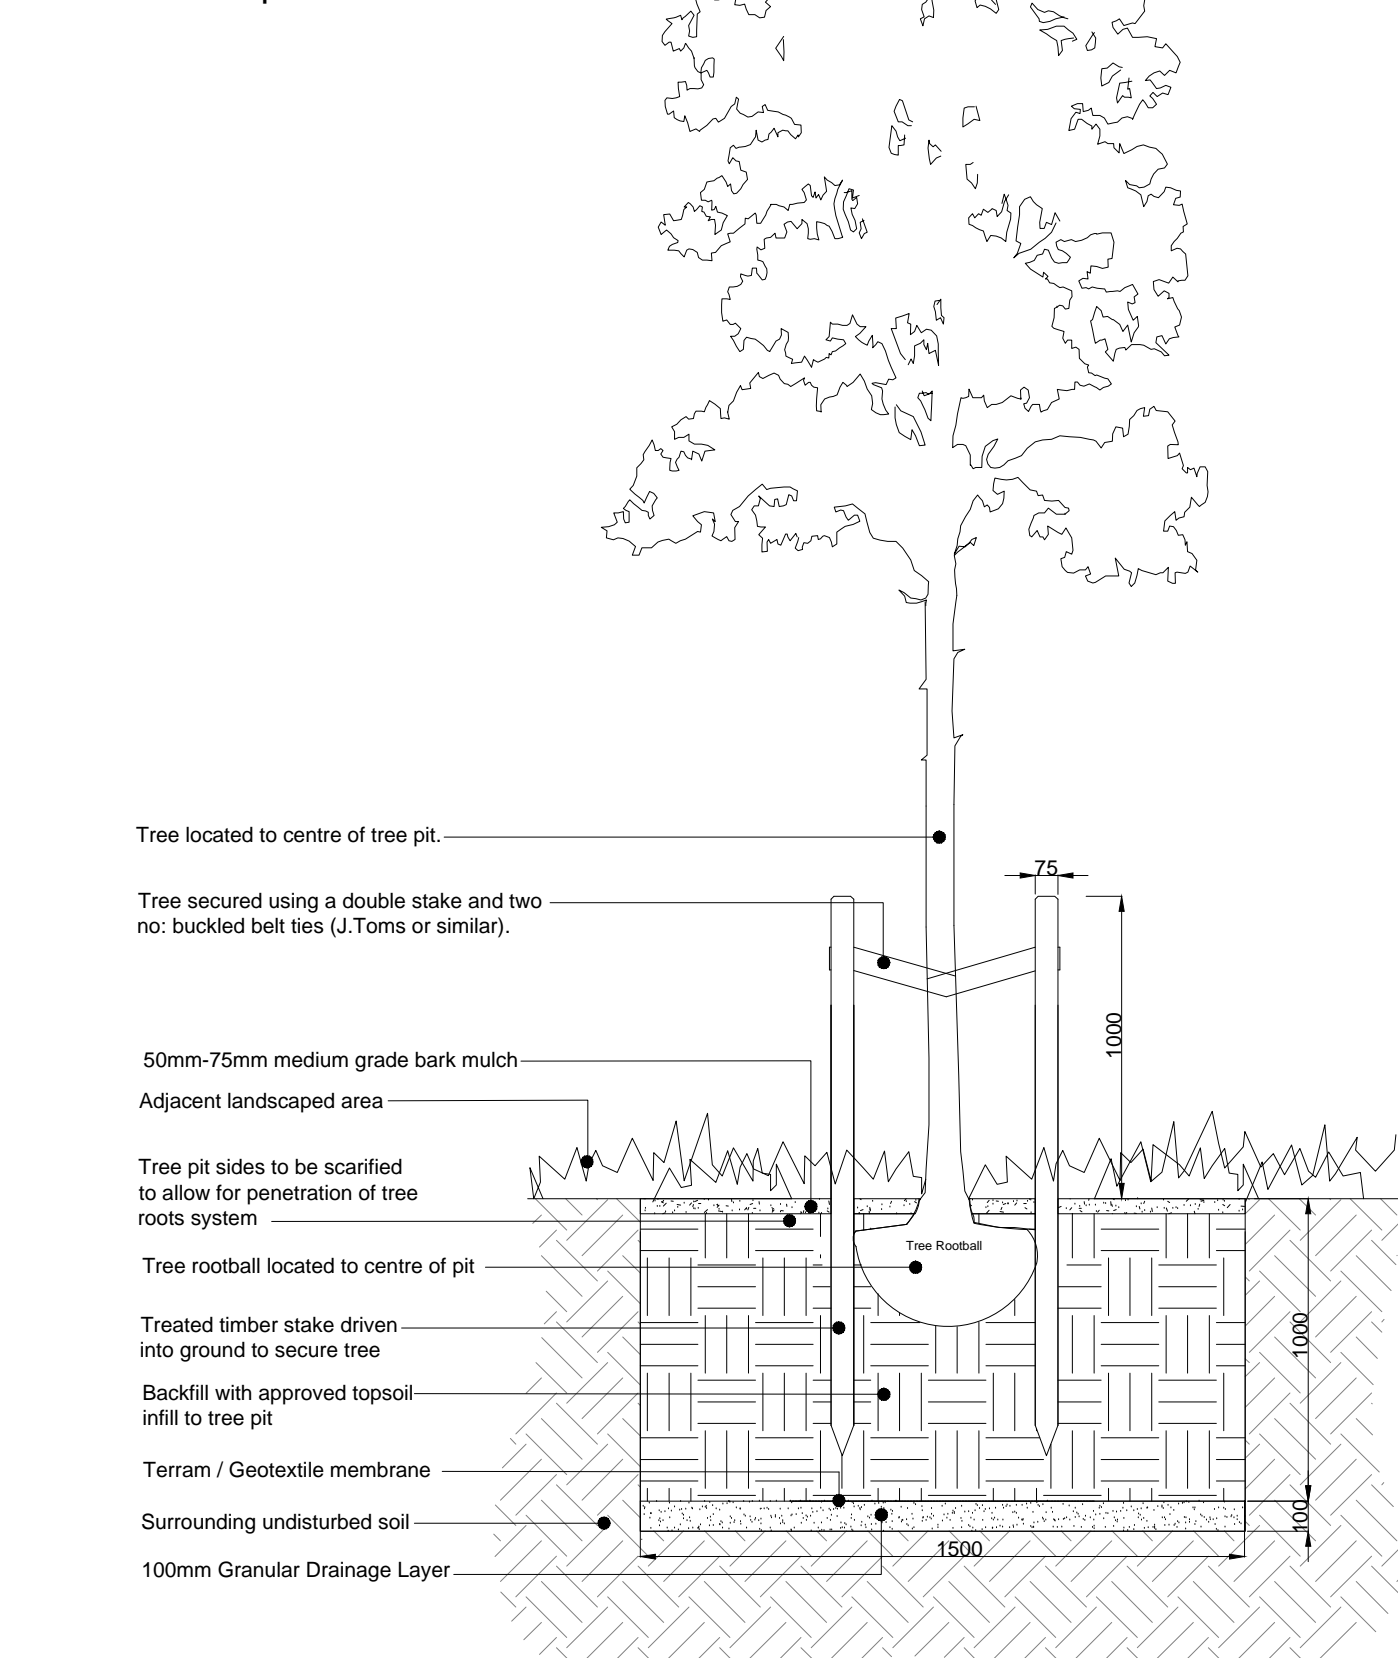 Tree located to centre of tree pit.
75
Tree secured using a double stake and two
no: buckled belt ties (J.Toms or similar).
1000
50mm-75mm medium grade bark mulch
Adjacent landscaped area
Tree pit sides to be scarified
to allow for penetration of tree
roots system
Tree Rootball
Tree rootball located to centre of pit
Treated timber stake driven
into ground to secure tree
1000
Backfill with approved topsoil
infill to tree pit
Terram / Geotextile membrane
100
Surrounding undisturbed soil
1500
100mm Granular Drainage Layer